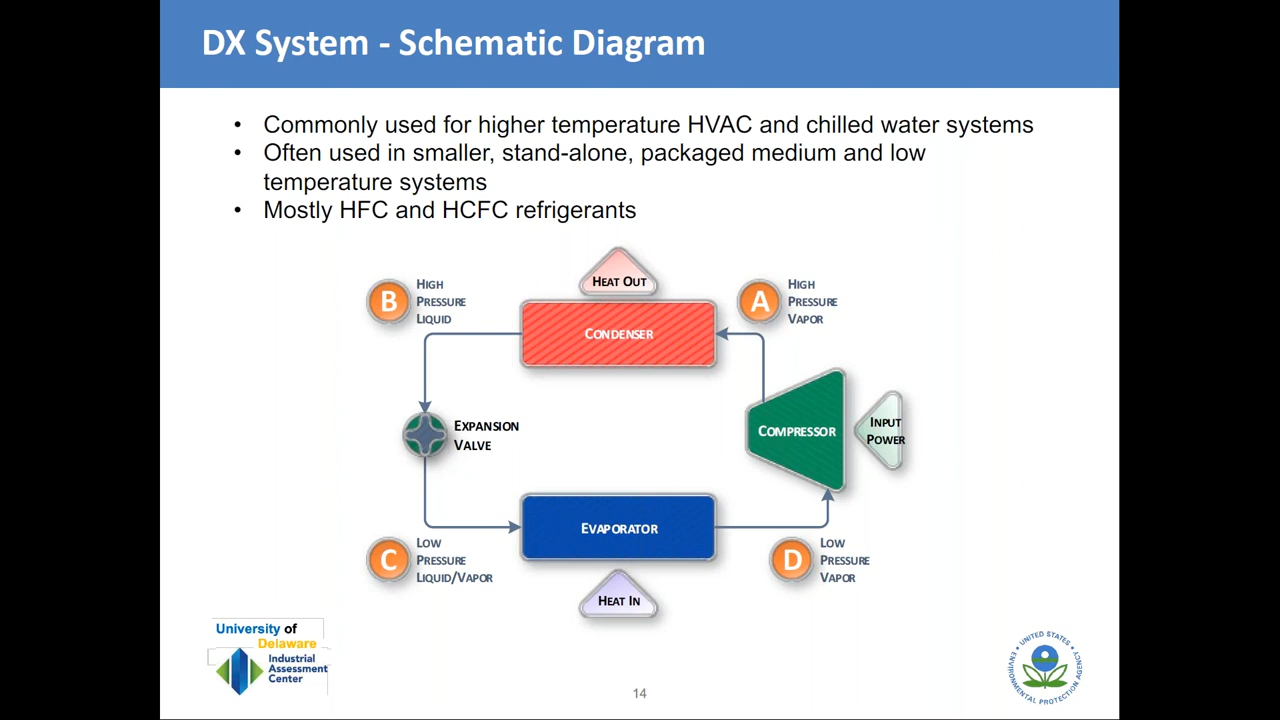 DX System - Schematic Diagram
• Commonly used for higher temperature HVAC and chilled water systems
• Often used in smaller, stand-alone, packaged medium and low
temperature systems
• Mostly HFC and HCFC refrigerants
HEAT OUT
B
HIGH
PRESSURE
LIQUID
A
HIGH
PRESSURE
VAPOR
CONDENSER
EXPANSION
VALVE
COMPRESSOR
INPUT
POWER
EVAPORATOR
C
LOW
PRESSURE
LIQUID/VAPOR
D
LOW
PRESSURE
VAPOR
HEAT IN
University of
Delaware
Industrial
Assessment
Center
14
UNITED STATES
ENVIRONMENTAL PROTECTION AGENCY